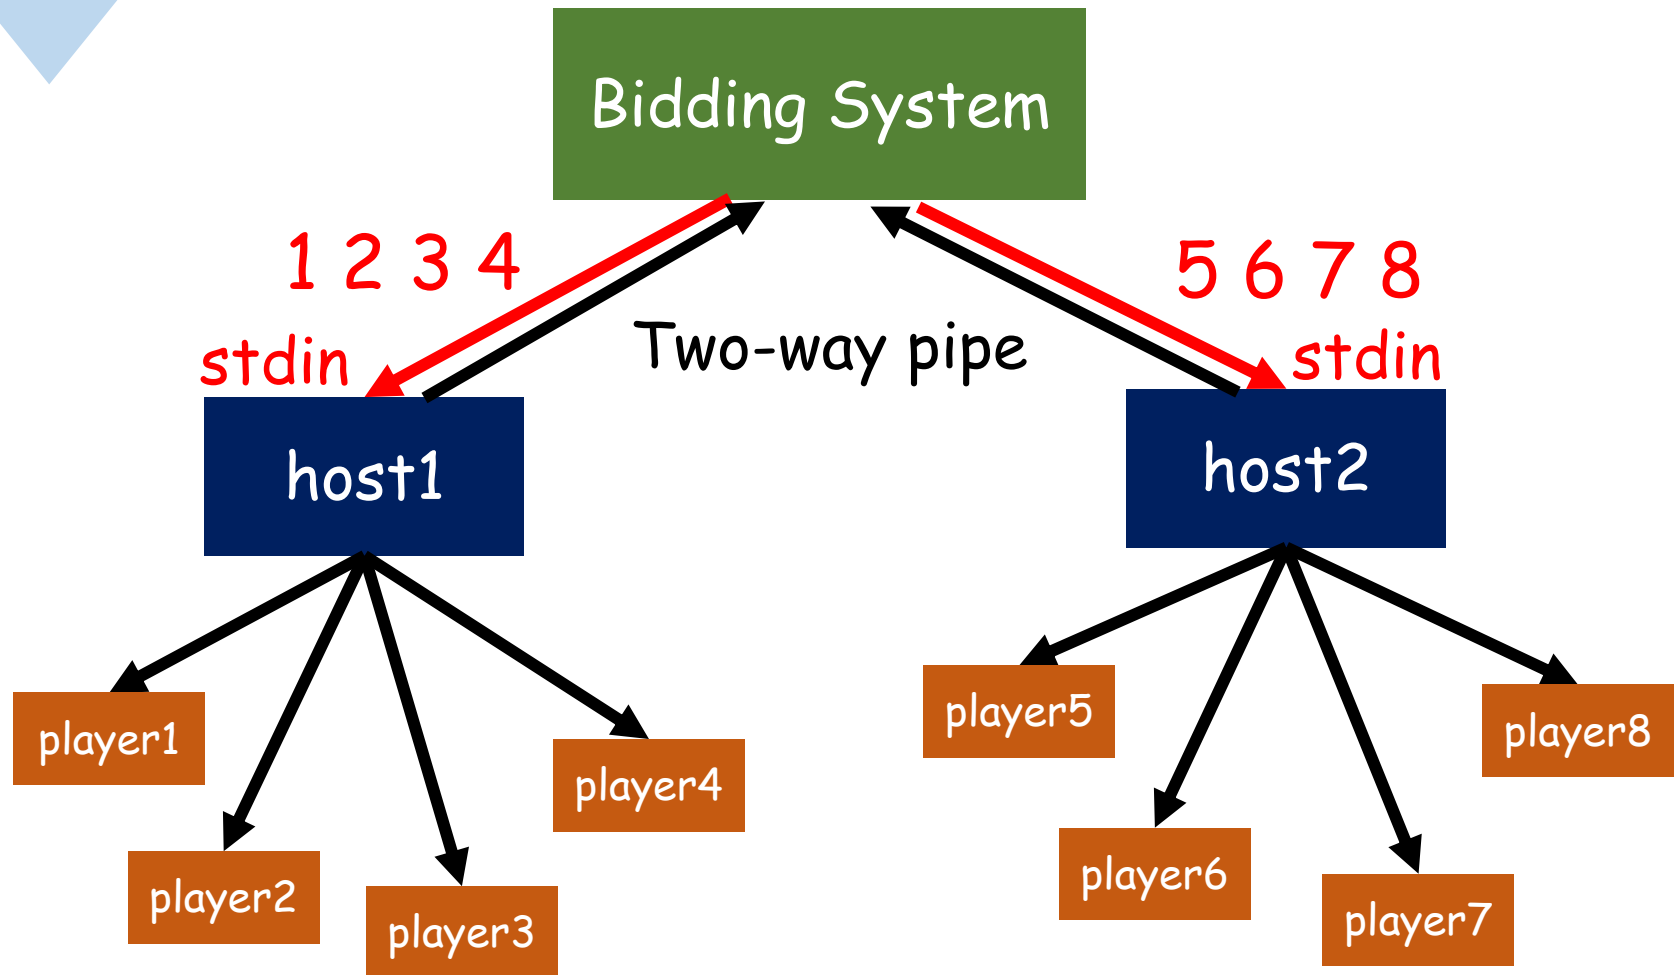 Bidding System
1 2 3 4
5 6 7 8
stdin
Two-way pipe
stdin
host1
host2
player1
player2
player3
player4
player5
player6
player7
player8